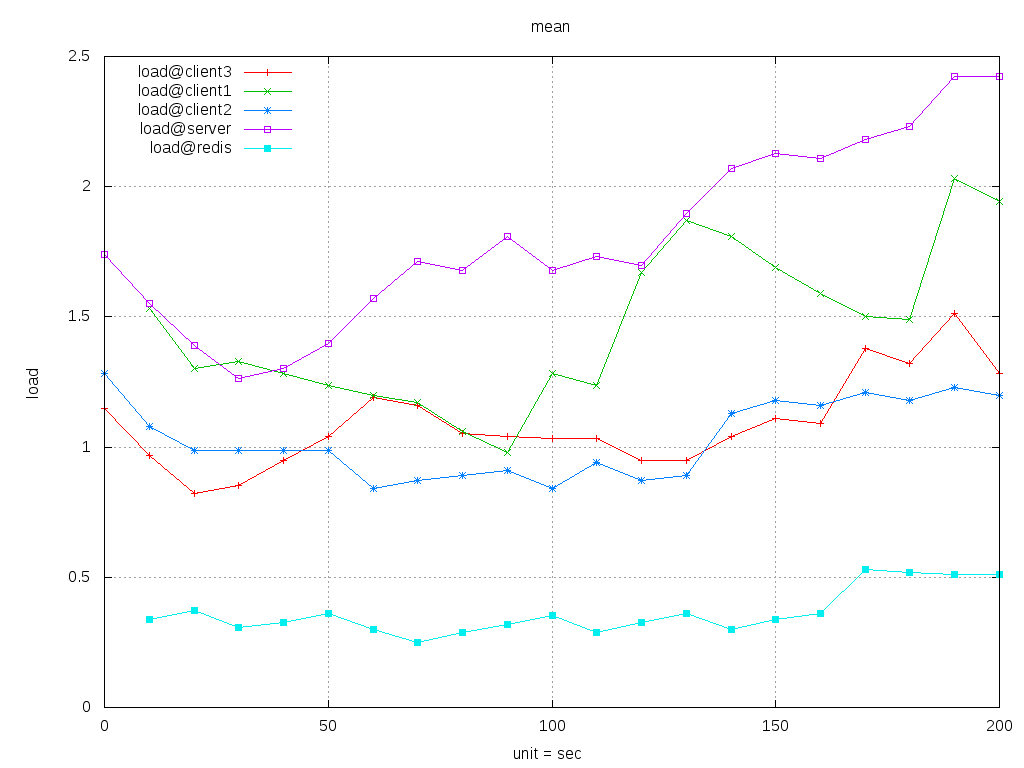 mean
2.5
load@client3
load@client1
load@client2
load@server
load@redis
2
1.5
load
1
0.5
0
0 50 100 150 200
unit = sec